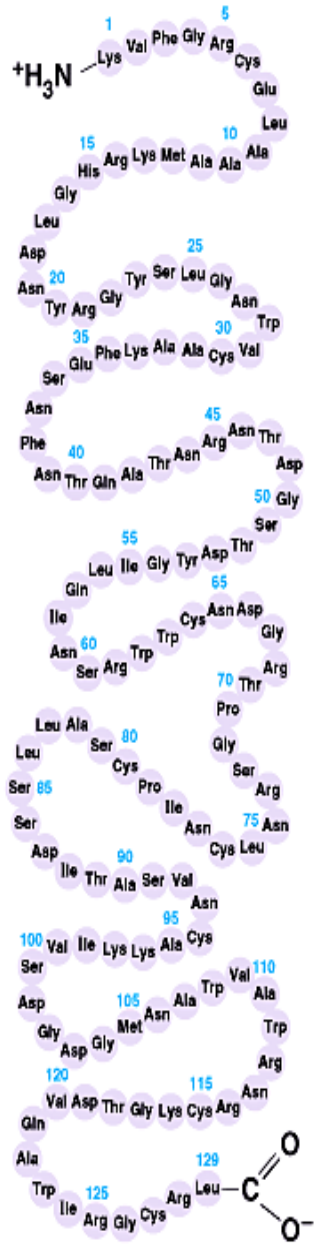 1 5
+H3N Lys Val Phe Gly Arg Cys Glu Leu
10 15
Ala Ala Ala Met Lys Arg His Gly Leu Asp Asn
20 25
Tyr Arg Gly Tyr Ser Leu Gly Asn Trp
30 35
Val Cys Ala Ala Lys Phe Glu Ser Asn Phe
40 45
Asn Thr Gln Ala Thr Asn Arg Asn Thr Asp Gly
50 55
Ser Thr Asp Tyr Gly Ile Leu Gln Ile Asn
60 65
Ser Arg Trp Trp Cys Asn Asp Gly Arg
70
Thr Pro Gly Ser Arg Asn
75 80
Leu Cys Asn Ile Pro Cys Ser Ala Leu Leu
85 90
Ser Ser Asp Ile Thr Ala Ser Val Asn
95 100
Cys Ala Lys Lys Ile Val Ser Asp Gly
105 110
Asp Gly Met Asn Ala Trp Val Ala Trp Arg
115 120
Asn Arg Cys Lys Gly Thr Asp Val Gln Ala
125 129
Trp Ile Arg Gly Cys Arg Leu C
O
O−